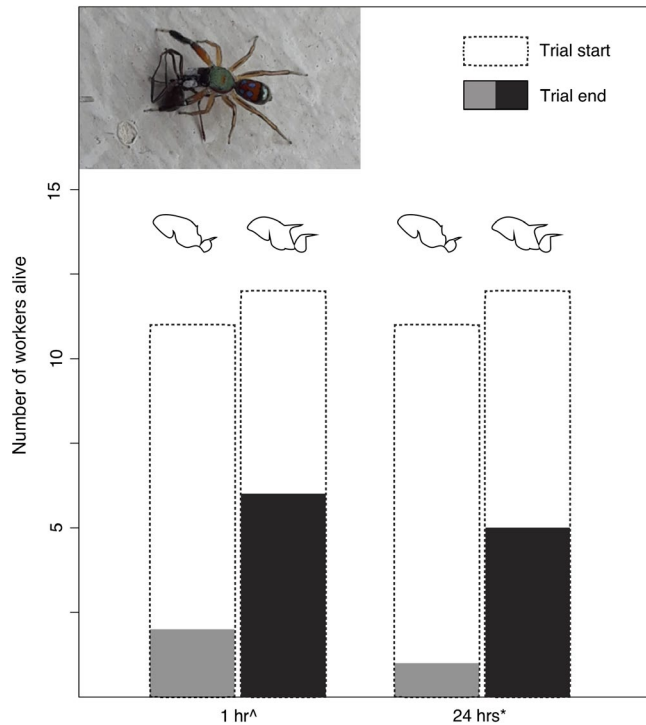 Trial start
Trial end
15
10
5
Number of workers alive
1 hr^
24 hrs*